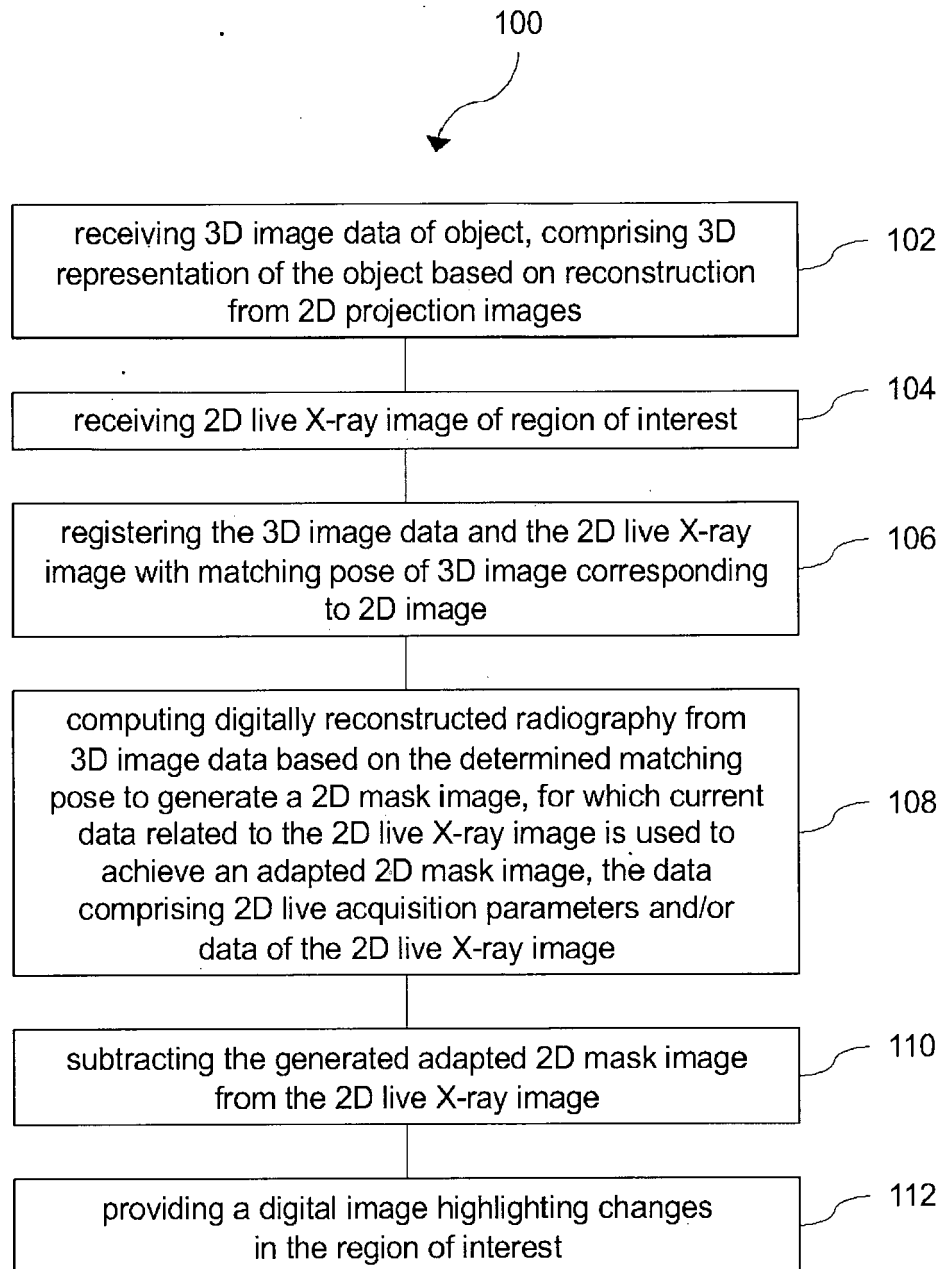 100
receiving 3D image data of object, comprising 3D
representation of the object based on reconstruction
from 2D projection images
102
receiving 2D live X-ray image of region of interest
104
registering the 3D image data and the 2D live X-ray
image with matching pose of 3D image corresponding
to 2D image
106
computing digitally reconstructed radiography from
3D image data based on the determined matching
pose to generate a 2D mask image, for which current
data related to the 2D live X-ray image is used to
achieve an adapted 2D mask image, the data
comprising 2D live acquisition parameters and/or
data of the 2D live X-ray image
108
subtracting the generated adapted 2D mask image
from the 2D live X-ray image
110
providing a digital image highlighting changes
in the region of interest
112